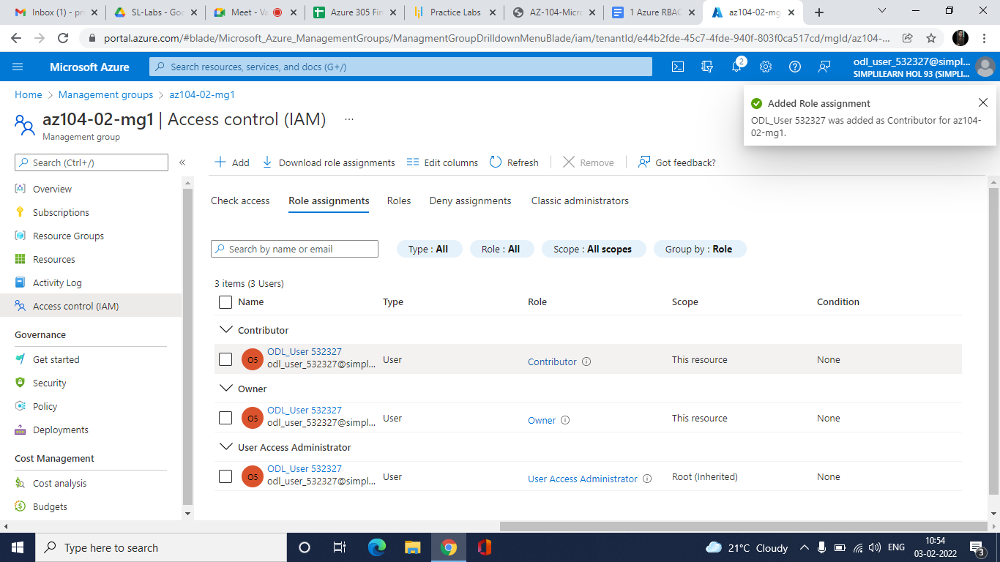 Inbox (1) - pr
SL-Labs - Goo
Meet - Va
Azure 305 Fin
Practice Labs
AZ-104-Micro
1 Azure RBAC
az104-02-mg
portal.azure.com/#blade/Microsoft_Azure_ManagementGroups/ManagmentGroupDrilldownMenuBlade/iam/tenantId/e44b2fde-45c7-4fde-940f-803f0ca517cd/mgId/az104-...
Microsoft Azure
Search resources, services, and docs (G+/)
2
odl_user_532327@simpl...
SIMPLILEARN HOL 93 (SIMPLI...
Home > Management groups > az104-02-mg1
az104-02-mg1 | Access control (IAM) ...
Management group
Added Role assignment
ODL_User 532327 was added as Contributor for az104-
02-mg1.
Search (Ctrl+/)
«
Add
Download role assignments
Edit columns
Refresh
Remove
Got feedback?
Overview
Subscriptions
Resource Groups
Resources
Activity Log
Access control (IAM)
Governance
Get started
Security
Policy
Deployments
Cost Management
Cost analysis
Budgets
Check access
Role assignments
Roles
Deny assignments
Classic administrators
Search by name or email
Type : All
Role : All
Scope : All scopes
Group by : Role
3 items (3 Users)
Name Type Role Scope Condition
Contributor
O5 ODL_User 532327
odl_user_532327@simpl... User Contributor This resource None
Owner
O5 ODL_User 532327
odl_user_532327@simpl... User Owner This resource None
User Access Administrator
O5 ODL_User 532327
odl_user_532327@simpl... User User Access Administrator Root (Inherited) None
Type here to search
21°C Cloudy
ENG
10:54
03-02-2022
3